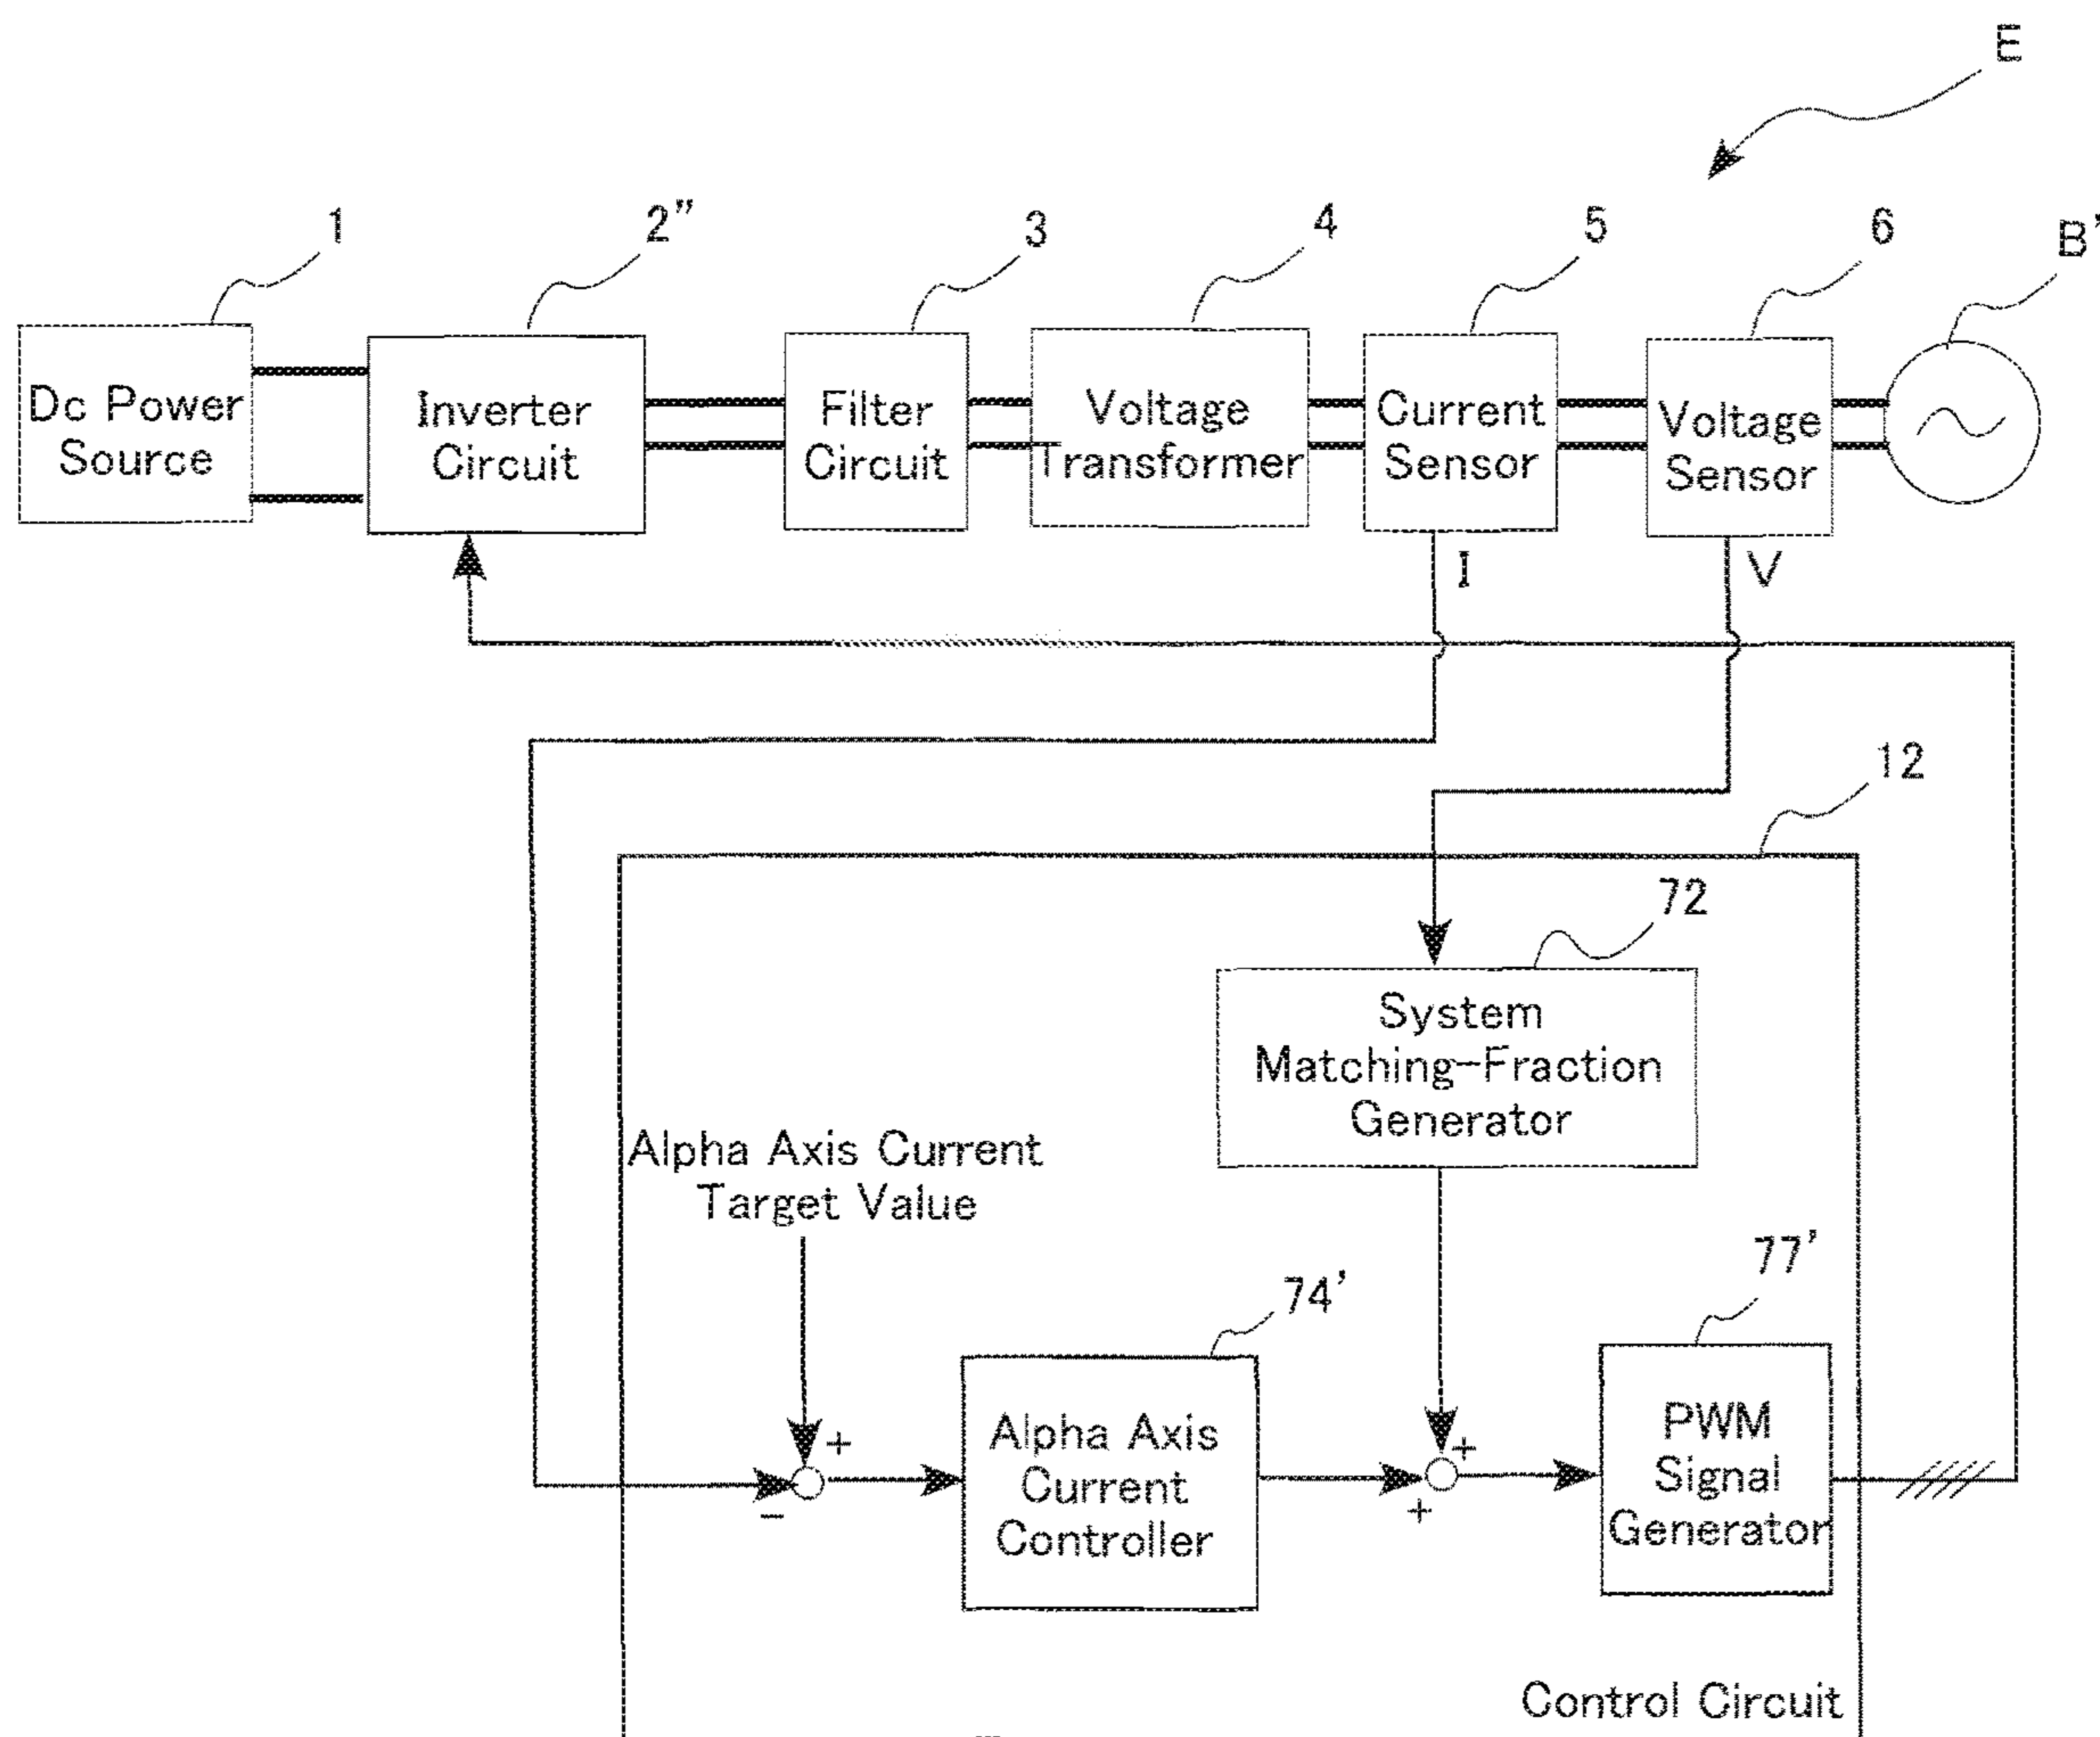 E
1
2"
3
4
5
6
B'
Dc Power
Source
Inverter
Circuit
Filter
Circuit
Voltage
Transformer
Current
Sensor
Voltage
Sensor
I
V
12
72
System
Matching-Fraction
Generator
Alpha Axis Current
Target Value
74'
77'
+
-
Alpha Axis
Current
Controller
+
+
PWM
Signal
Generator
Control Circuit